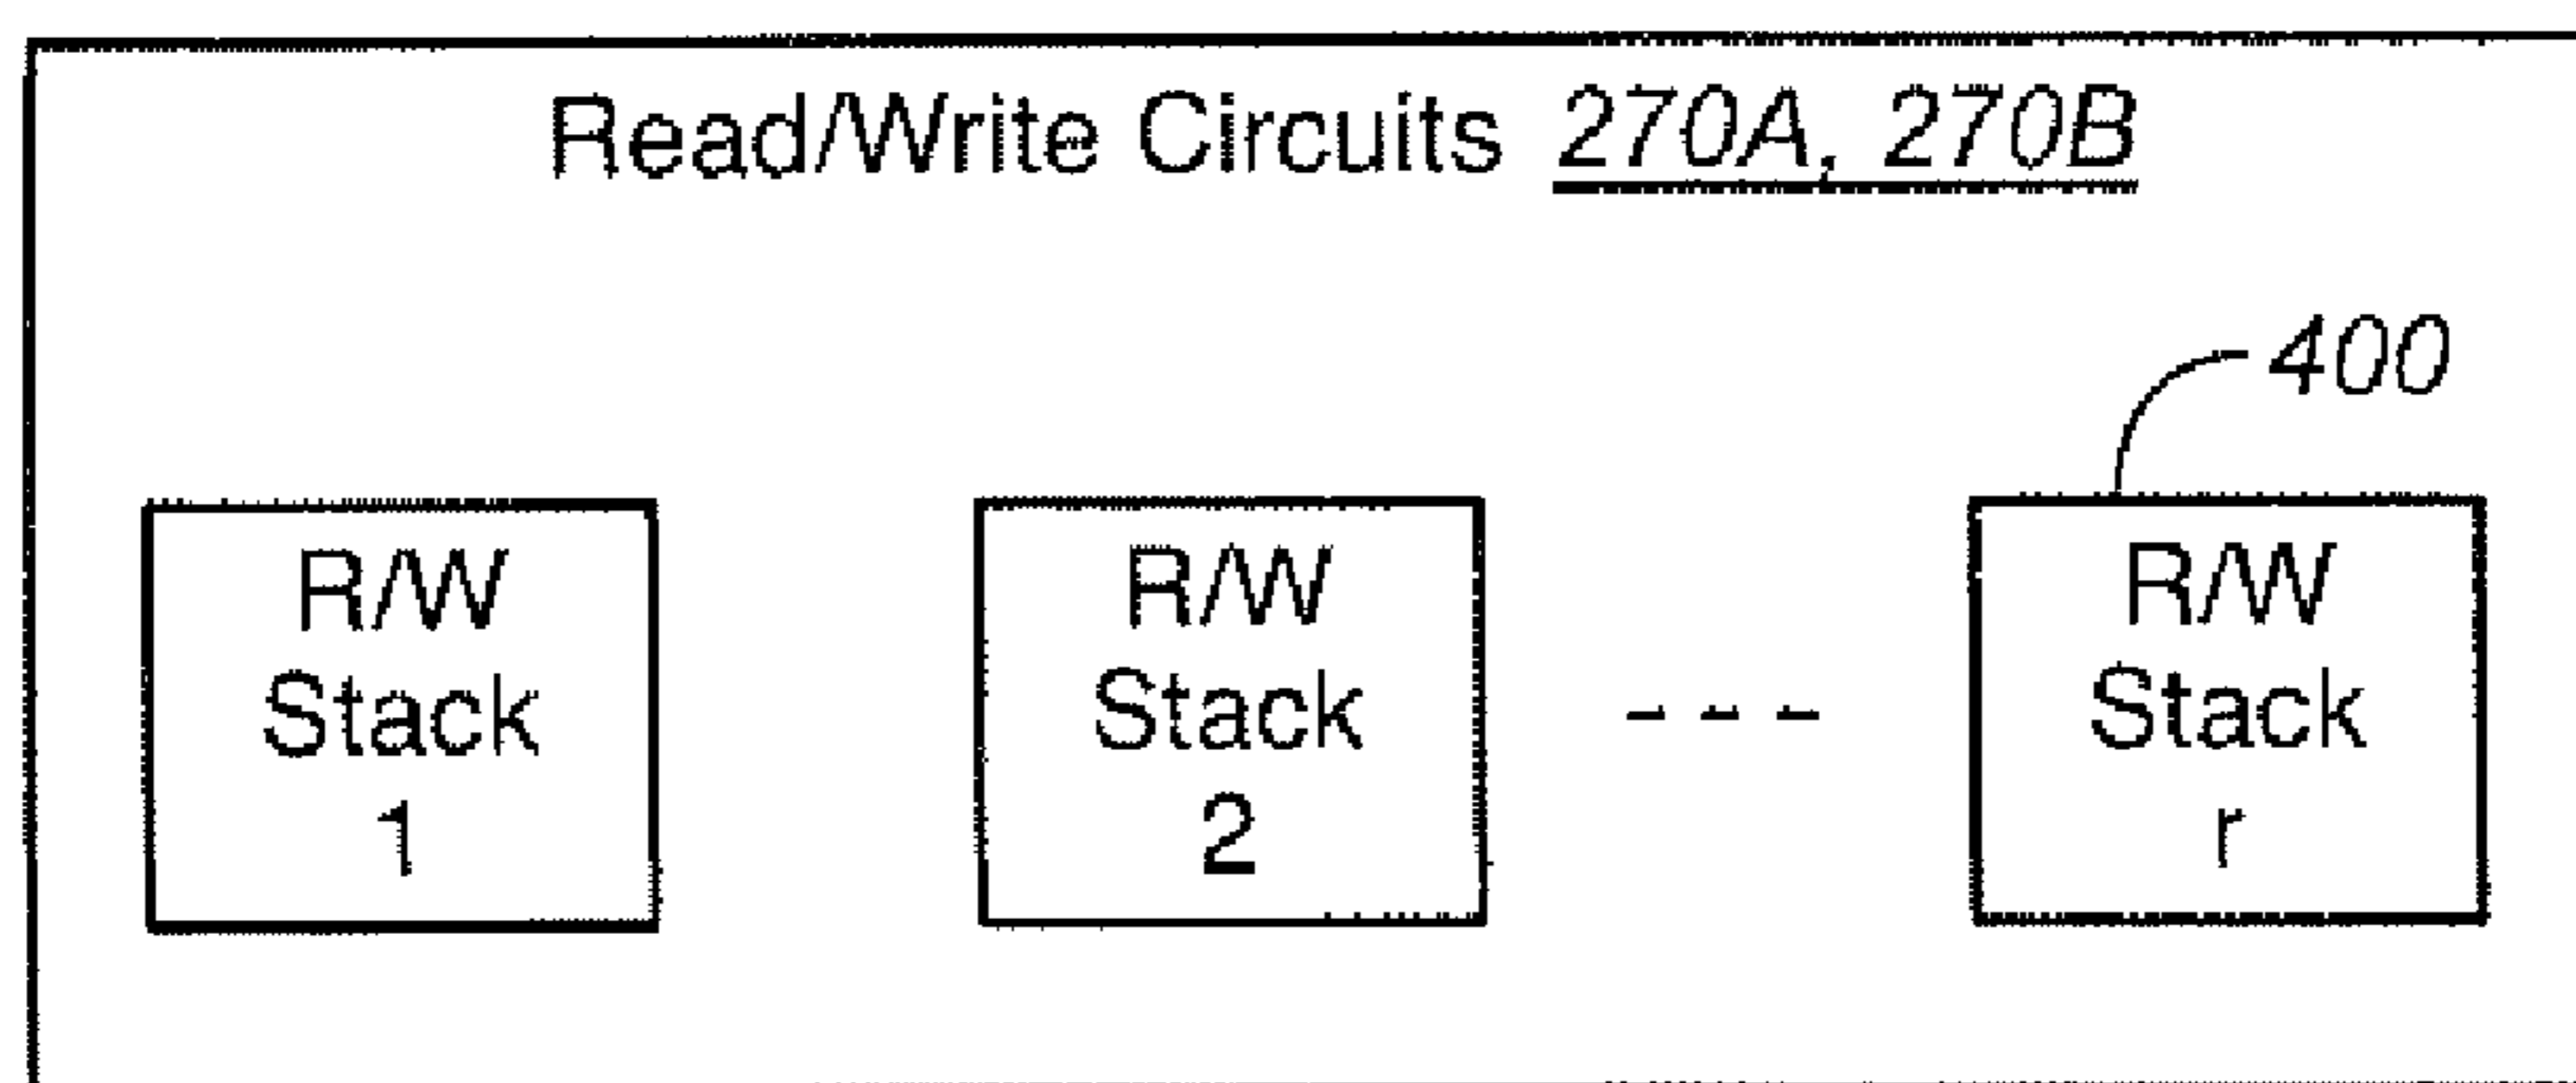 Read/Write Circuits 270A, 270B
400
R/W
Stack
1
R/W
Stack
2
R/W
Stack
r